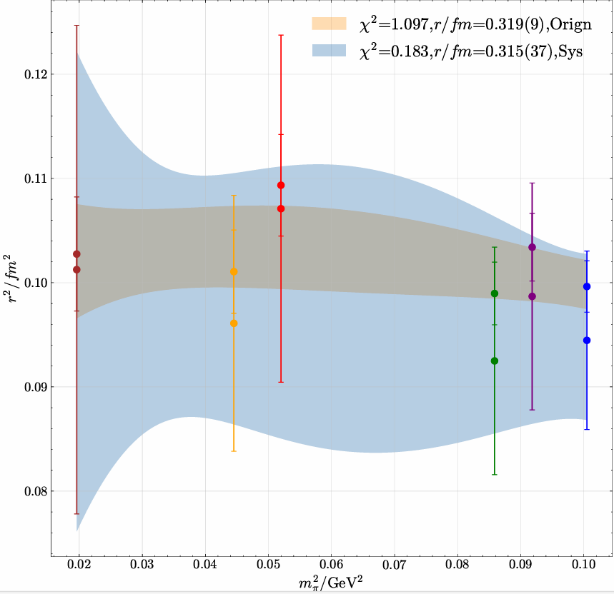 χ²=1.097,r/fm=0.319(9),Orign
χ²=0.183,r/fm=0.315(37),Sys
r²/fm²
0.12
0.11
0.10
0.09
0.08
0.02 0.03 0.04 0.05 0.06 0.07 0.08 0.09 0.10
m²π/GeV²